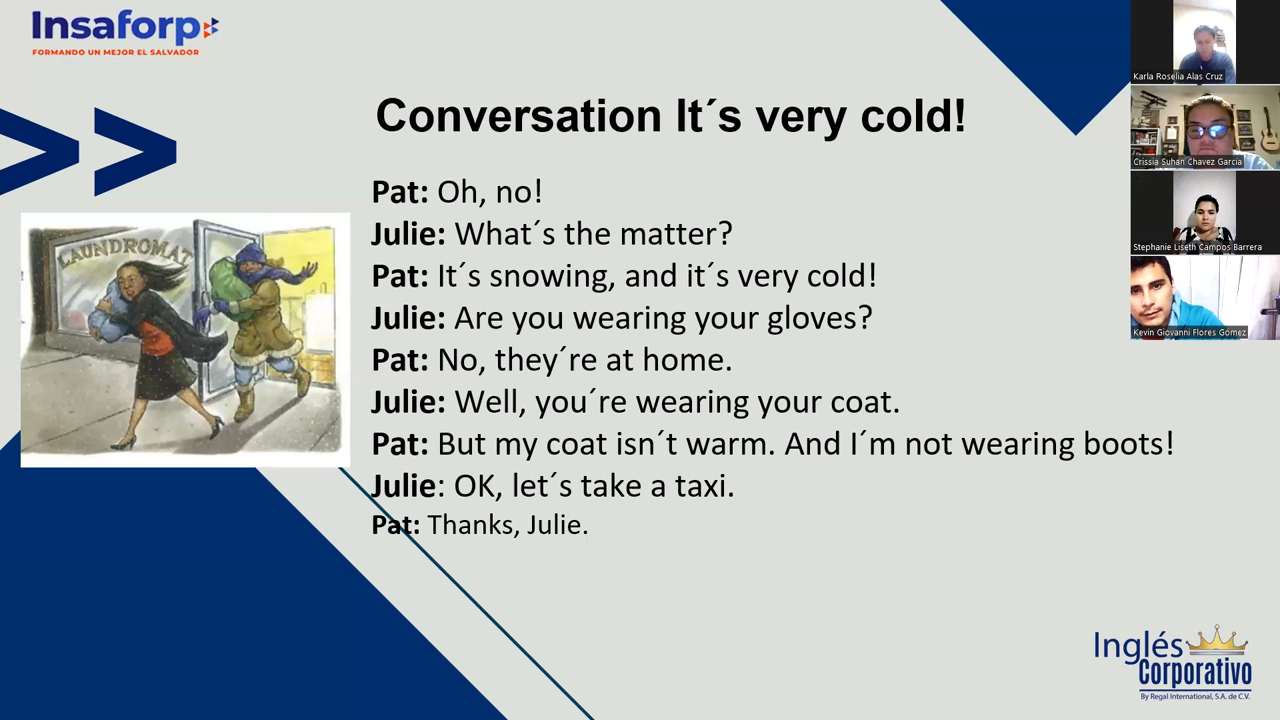 Insaforp
FORMANDO UN MEJOR EL SALVADOR
Conversation It´s very cold!
Pat: Oh, no!
Julie: What´s the matter?
Pat: It´s snowing, and it´s very cold!
Julie: Are you wearing your gloves?
Pat: No, they´re at home.
Julie: Well, you´re wearing your coat.
Pat: But my coat isn´t warm. And I´m not wearing boots!
Julie: OK, let´s take a taxi.
Pat: Thanks, Julie.
LAUNDROMAT
Karla Roselia Alas Cruz
Crissia Suhan Chavez Garcia
Stephanie Liseth Campos Barrera
Kevin Giovanni Flores Gómez
Inglés
Corporativo
By Regal International, S.A. de C.V.